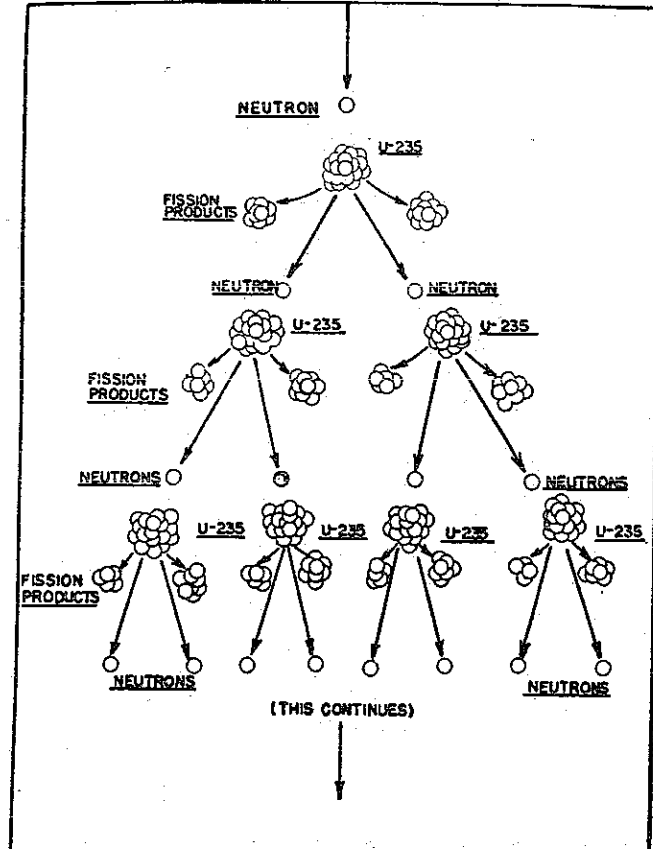 NEUTRON
U-235
FISSION
PRODUCTS
NEUTRON
NEUTRON
U-235
U-235
FISSION
PRODUCTS
NEUTRONS
NEUTRONS
U-235
U-235
U-235
U-235
FISSION
PRODUCTS
NEUTRONS
NEUTRONS
(THIS CONTINUES)